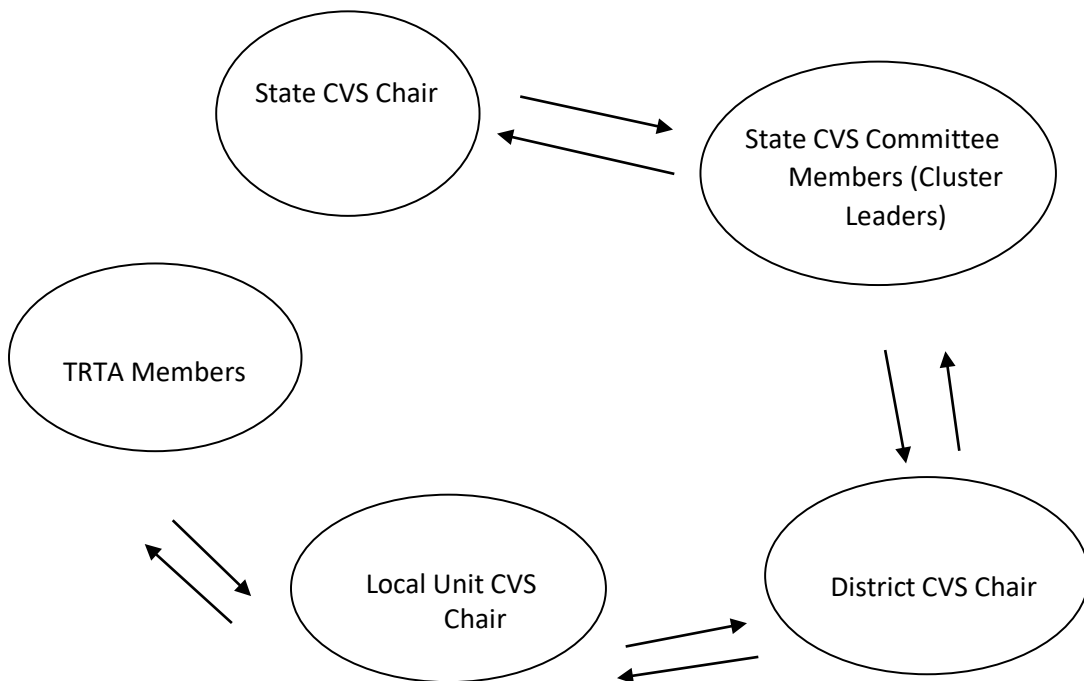 State CVS Chair
State CVS Committee
Members (Cluster
Leaders)
TRTA Members
Local Unit CVS
Chair
District CVS Chair